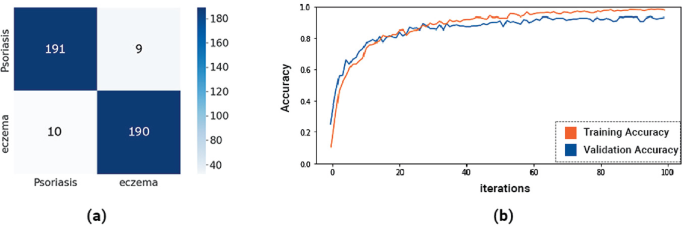 Psoriasis
eczema
191
9
10
190
Psoriasis
eczema
180
160
140
120
100
80
60
40
(a)
Accuracy
1.0
0.8
0.6
0.4
0.2
0.0
0
20
40
60
80
100
iterations
Training Accuracy
Validation Accuracy
(b)